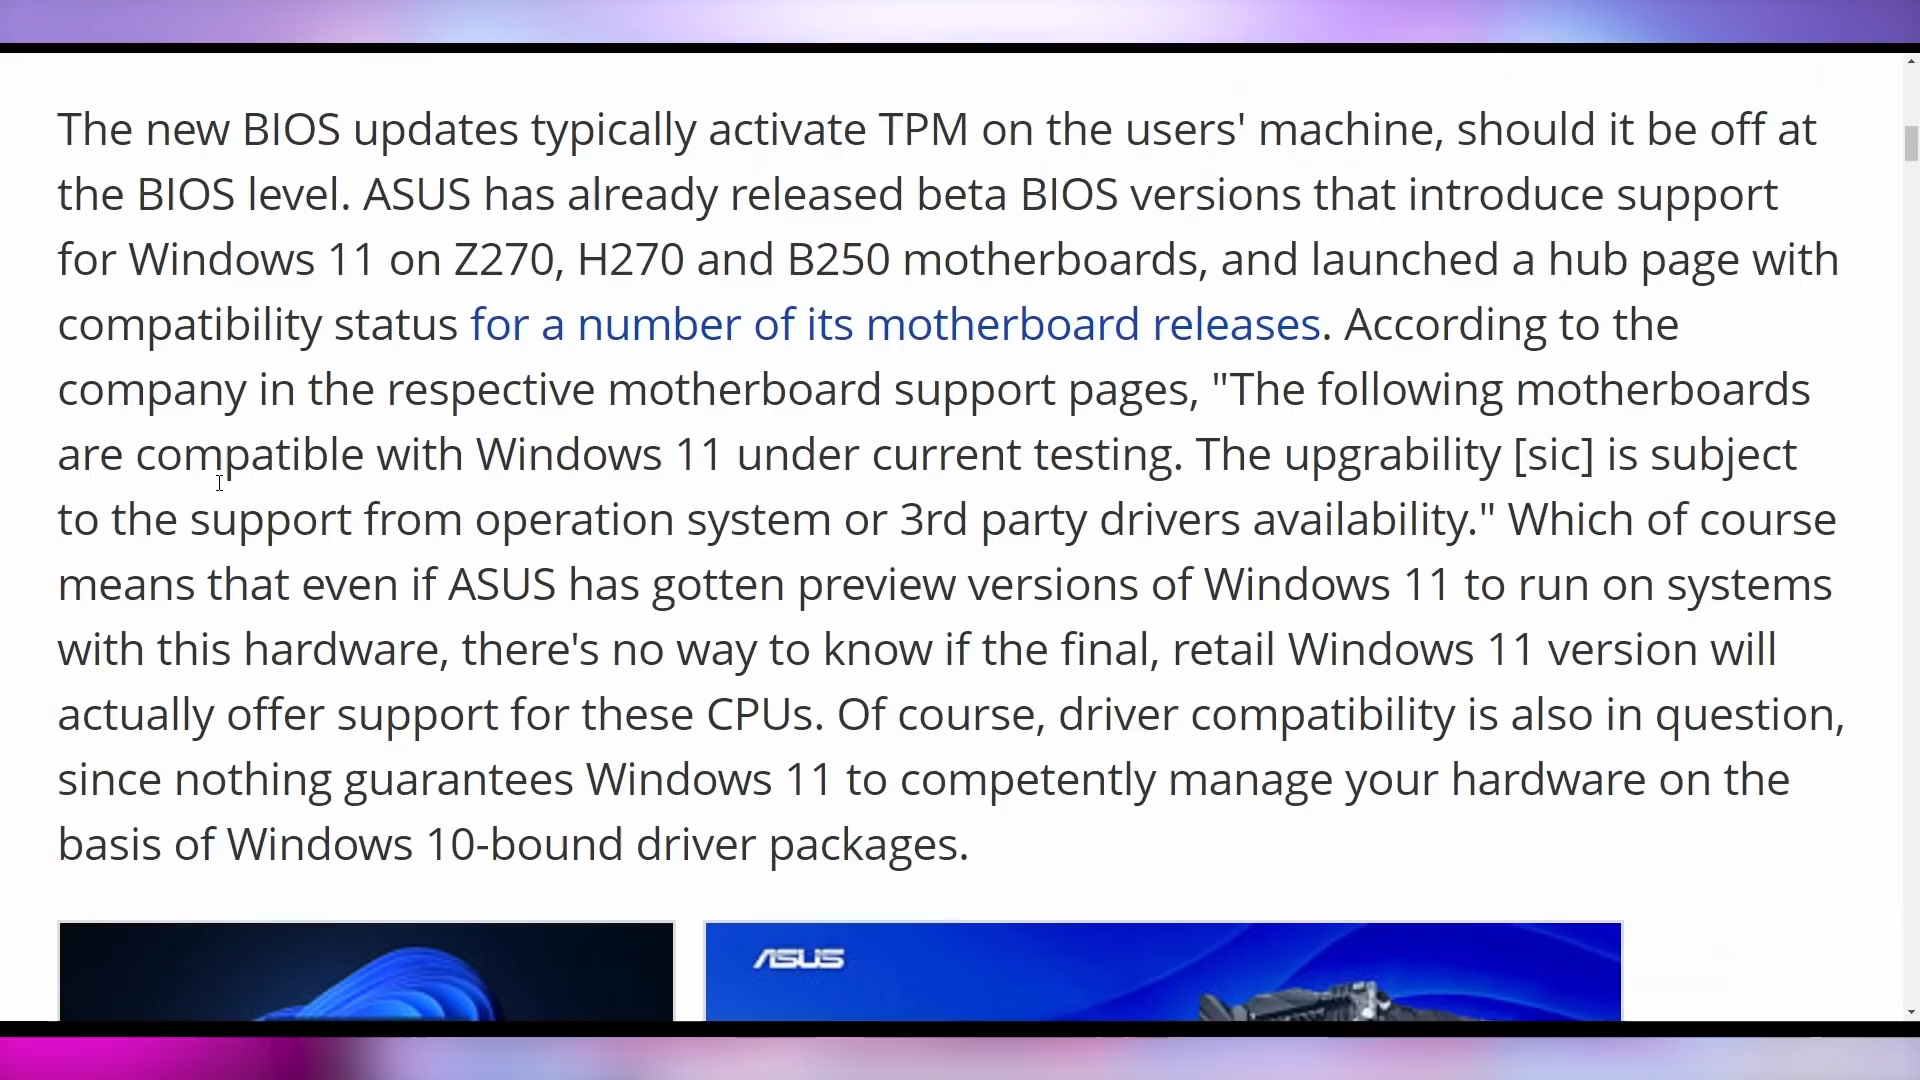 The new BIOS updates typically activate TPM on the users' machine, should it be off at
the BIOS level. ASUS has already released beta BIOS versions that introduce support
for Windows 11 on Z270, H270 and B250 motherboards, and launched a hub page with
compatibility status for a number of its motherboard releases. According to the
company in the respective motherboard support pages, "The following motherboards
are compatible with Windows 11 under current testing. The upgrability [sic] is subject
to the support from operation system or 3rd party drivers availability." Which of course
means that even if ASUS has gotten preview versions of Windows 11 to run on systems
with this hardware, there's no way to know if the final, retail Windows 11 version will
actually offer support for these CPUs. Of course, driver compatibility is also in question,
since nothing guarantees Windows 11 to competently manage your hardware on the
basis of Windows 10-bound driver packages.
ASUS